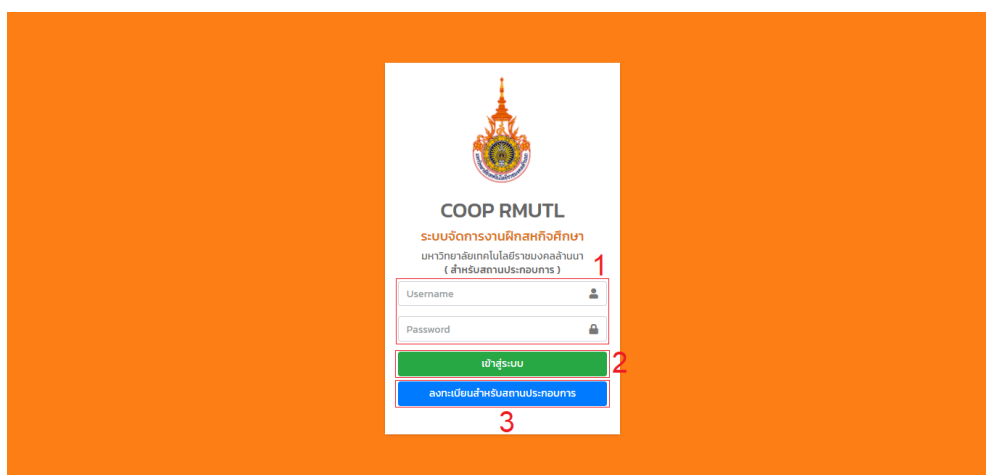 COOP RMUTL
ระบบจัดการงานฝึกสหกิจศึกษา
มหาวิทยาลัยเทคโนโลยีราชมงคลล้านนา
( สำหรับสถานประกอบการ )
1
Username
Password
เข้าสู่ระบบ
2
ลงทะเบียนสำหรับสถานประกอบการ
3